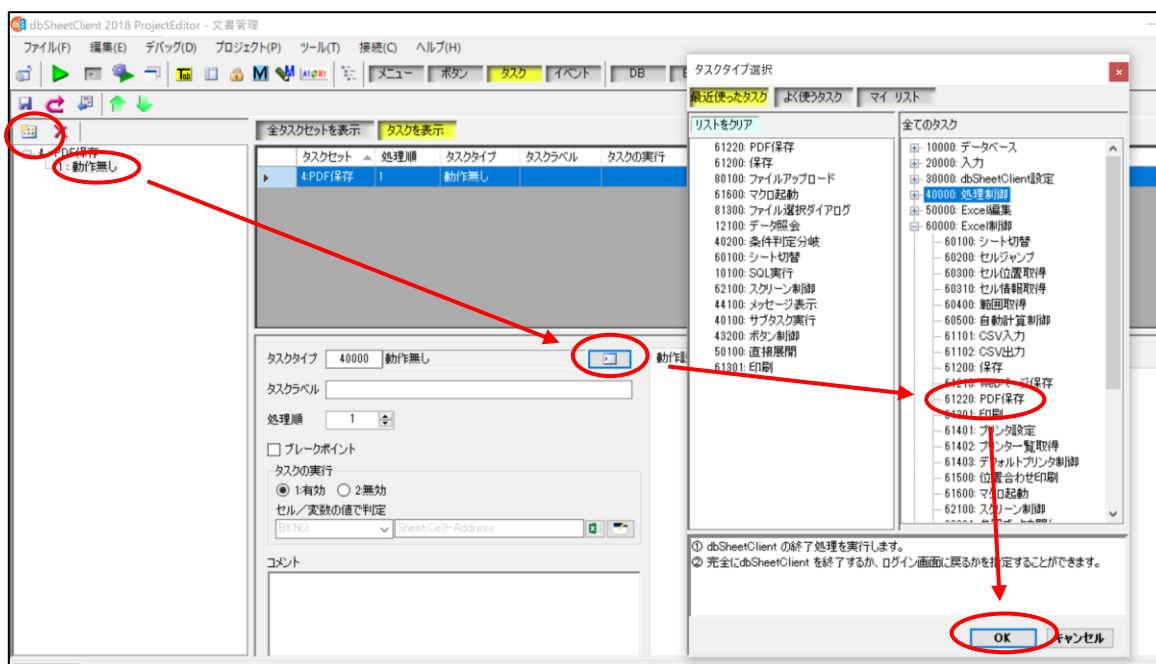 dbSheetClient 2018 ProjectEditor - 文書管理
ファイル(F) 編集(E) デバッグ(D) プロジェクト(P) ツール(T) 接続(C) ヘルプ(H)
Tab M メニュー ボタン タスク イベント DB
全タスクセットを表示 タスクを表示
4: PDF保存
1: 動作無し
タスクセット 処理順 タスクタイプ タスクラベル タスクの実行
4:PDF保存 1 動作無し
タスクタイプ 40000 動作無し
タスクラベル
処理順 1
ブレークポイント
タスクの実行
1:有効 2:無効
セル/変数の値で判定
BKNO Sheet,Cell-Address
コメント
タスクタイプ選択
最近使ったタスク よく使うタスク マイ リスト
リストをクリア
61220: PDF保存
61200: 保存
80100: ファイルアップロード
61600: マクロ起動
81300: ファイル選択ダイアログ
12100: データ照会
40200: 条件判定分岐
60100: シート切替
10100: SQL実行
62100: スクリーン制御
44100: メッセージ表示
40100: サブタスク実行
43200: ボタン制御
50100: 直接展開
61301: 印刷
全てのタスク
10000: データベース
20000: 入力
30000: dbSheetClient設定
40000: 処理制御
50000: Excel編集
60000: Excel制御
60100: シート切替
60200: セルジャンプ
60300: セル位置取得
60310: セル情報取得
60400: 範囲取得
60500: 自動計算制御
61101: CSV入力
61102: CSV出力
61200: 保存
61210: Webページ保存
61220: PDF保存
61301: 印刷
61401: プリンタ設定
61402: プリンター覧取得
61403: デフォルトプリンタ制御
61500: 位置合わせ印刷
61600: マクロ起動
62100: スクリーン制御
① dbSheetClient の終了処理を実行します。
② 完全にdbSheetClient を終了するか、ログイン画面に戻るかを指定することができます。
OK キャンセル